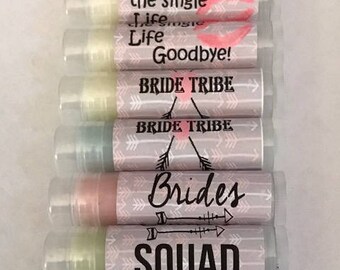 the single
Life
Life
Goodbye!
BRIDE TRIBE
BRIDE TRIBE
Brides
SQUAD